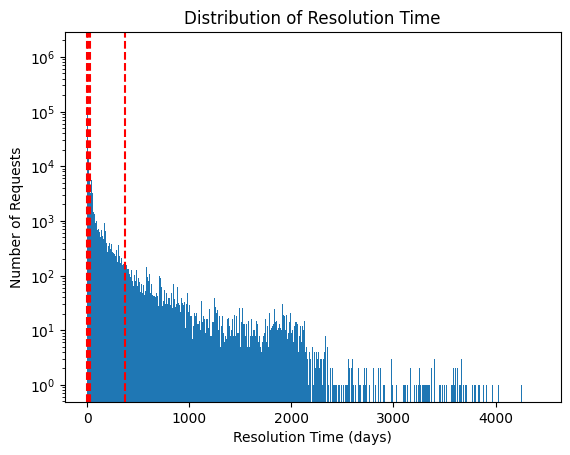 Distribution of Resolution Time
Number of Requests
10^6
10^5
10^4
10^3
10^2
10^1
10^0
0 1000 2000 3000 4000
Resolution Time (days)